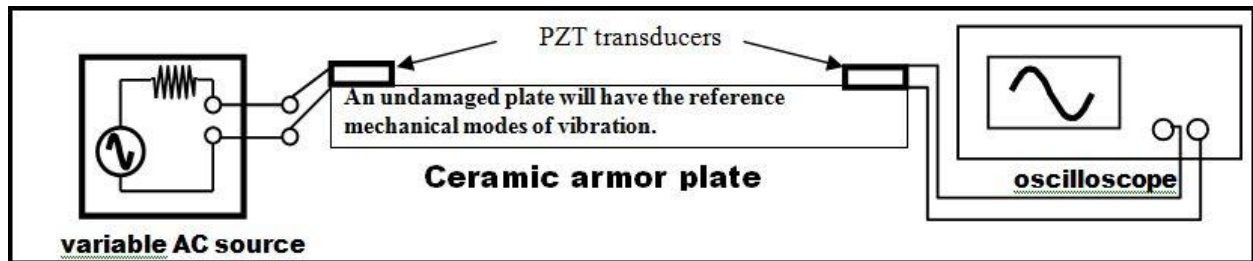 PZT transducers
An undamaged plate will have the reference
mechanical modes of vibration.
Ceramic armor plate
oscilloscope
variable AC source